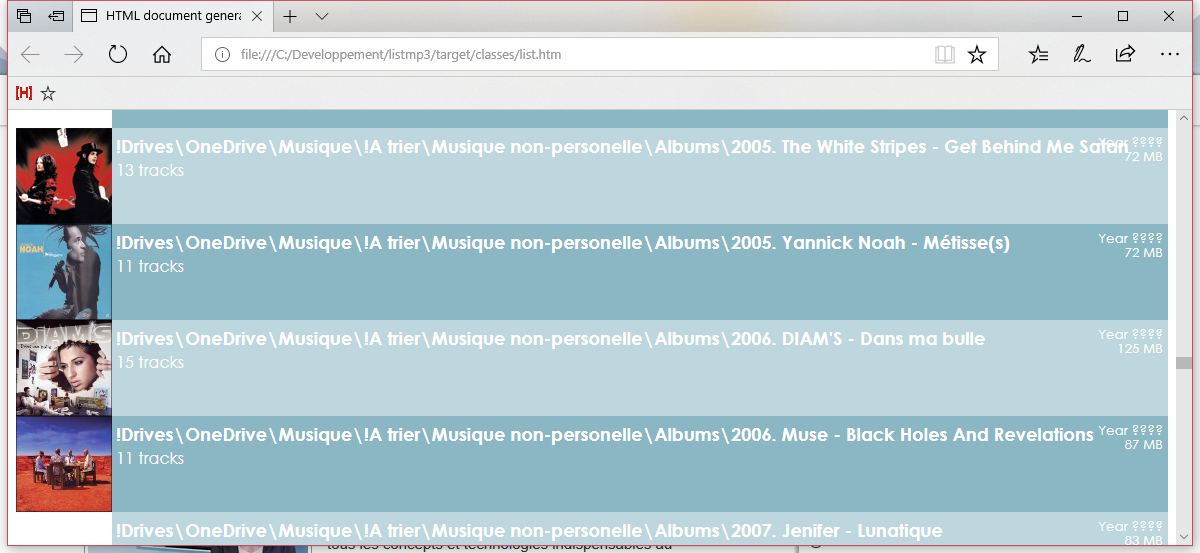 HTML document genera
file:///C:/Developpement/listmp3/target/classes/list.htm
[H]
!Drives\OneDrive\Musique\!A trier\Musique non-personelle\Albums\2005. The White Stripes - Get Behind Me Satan
Year ????
72 MB
13 tracks
NOAH
!Drives\OneDrive\Musique\!A trier\Musique non-personelle\Albums\2005. Yannick Noah - Métisse(s)
Year ????
72 MB
11 tracks
DIAM'S
Dans ma bulle
!Drives\OneDrive\Musique\!A trier\Musique non-personelle\Albums\2006. DIAM'S - Dans ma bulle
Year ????
125 MB
15 tracks
!Drives\OneDrive\Musique\!A trier\Musique non-personelle\Albums\2006. Muse - Black Holes And Revelations
Year ????
87 MB
11 tracks
!Drives\OneDrive\Musique\!A trier\Musique non-personelle\Albums\2007. Jenifer - Lunatique
Year ????
83 MB
tous les concepts et technologies indispensables au